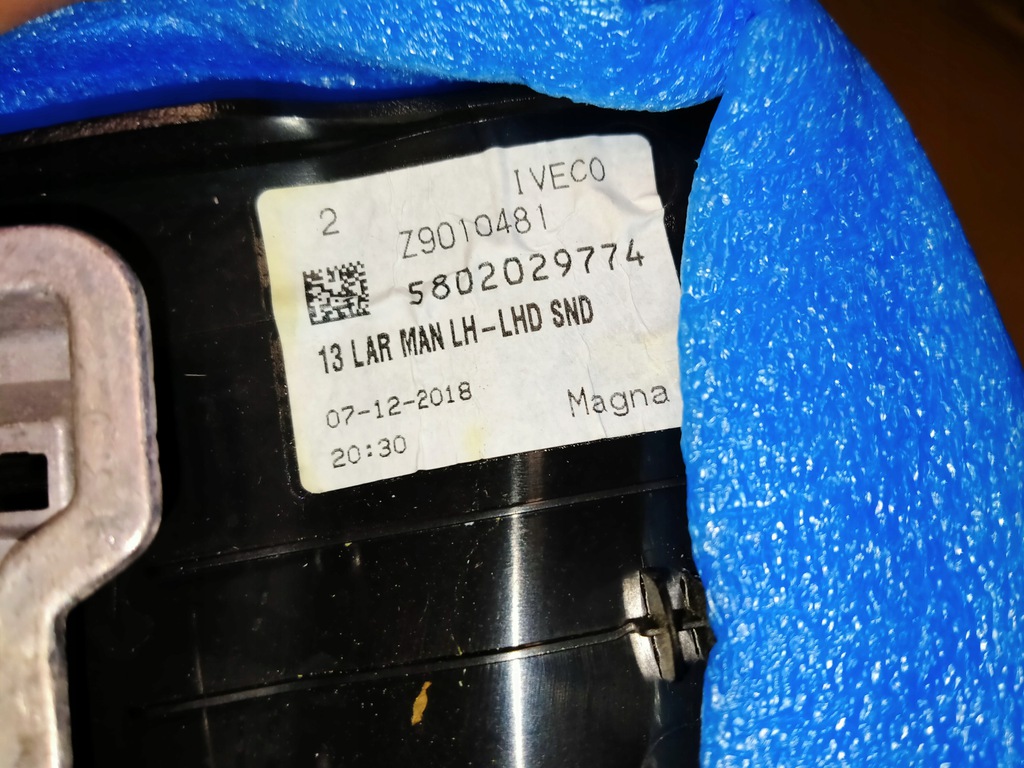 IVECO
2
Z9010481
5802029774
13 LAR MAN LH-LHD SND
07-12-2018
Magna
20:30